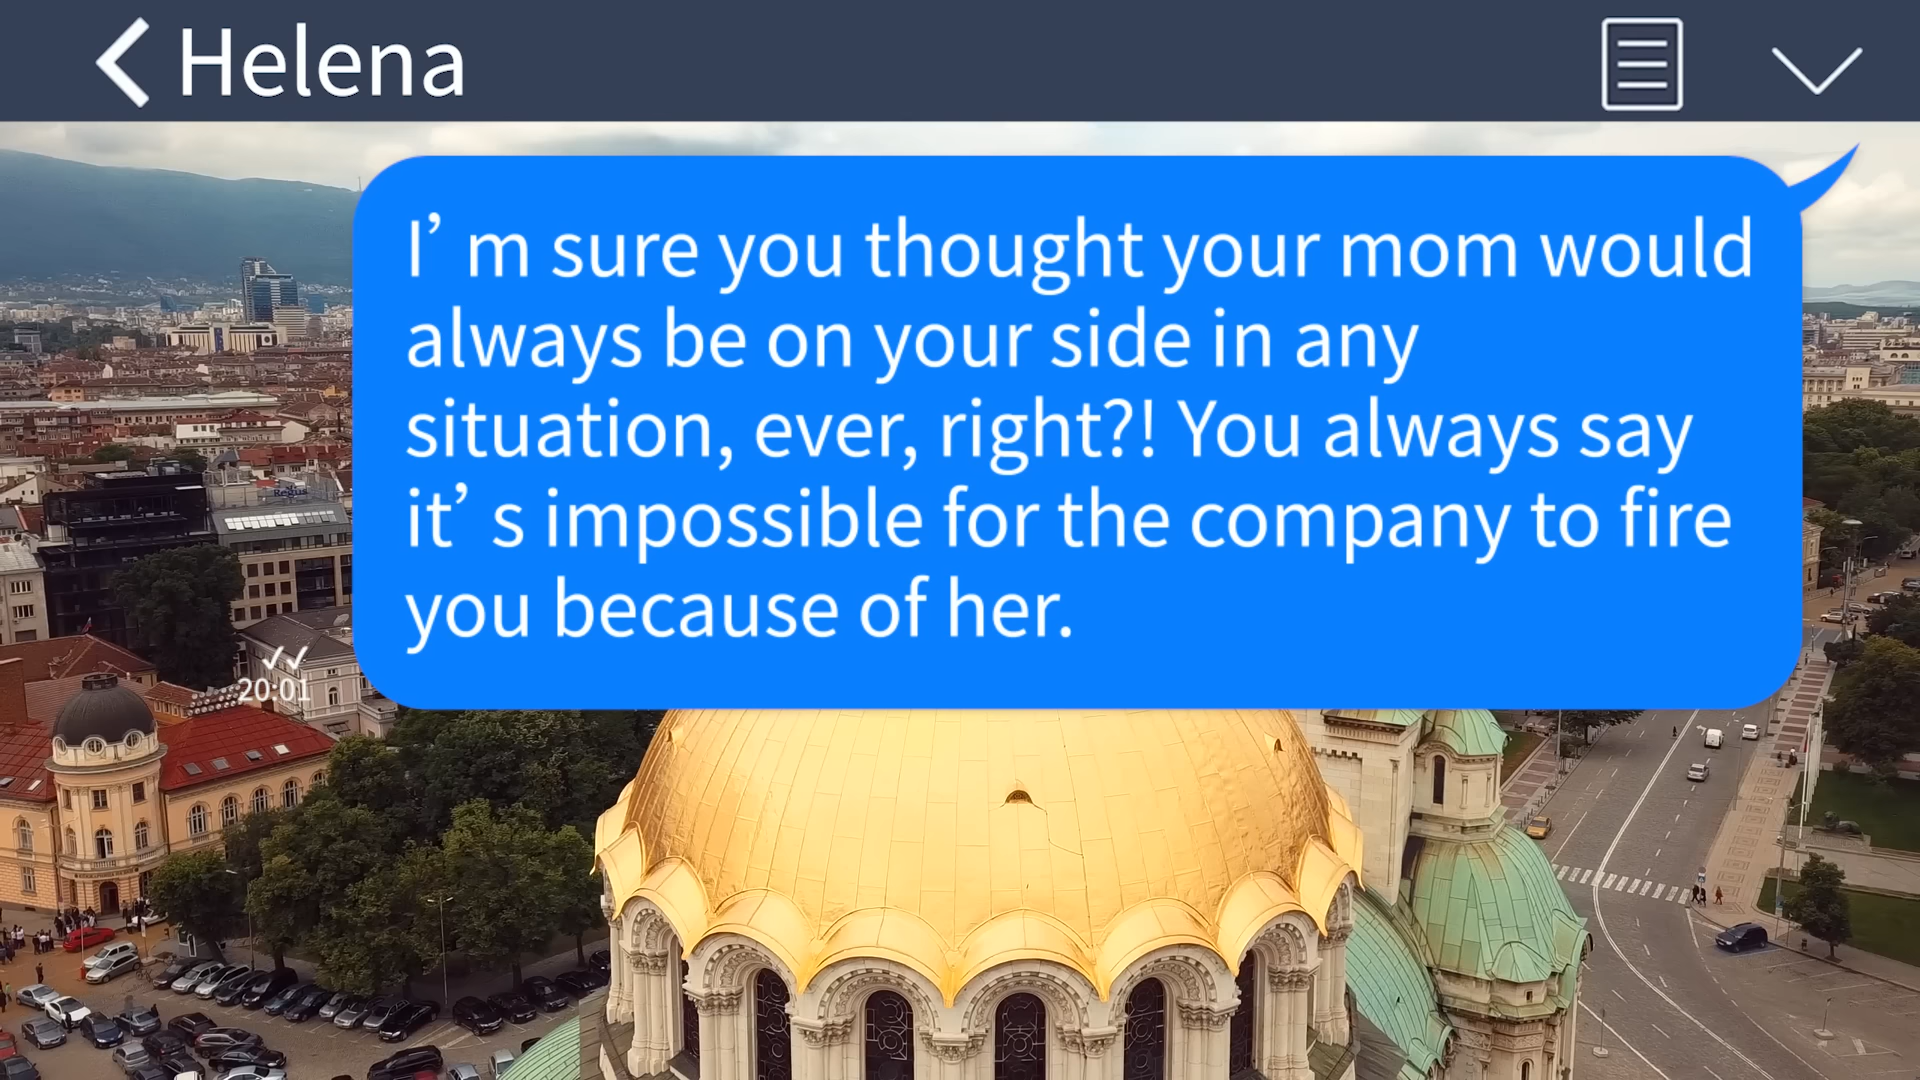 Helena
I’m sure you thought your mom would
always be on your side in any
situation, ever, right?! You always say
it’s impossible for the company to fire
you because of her.
Regus
20:01